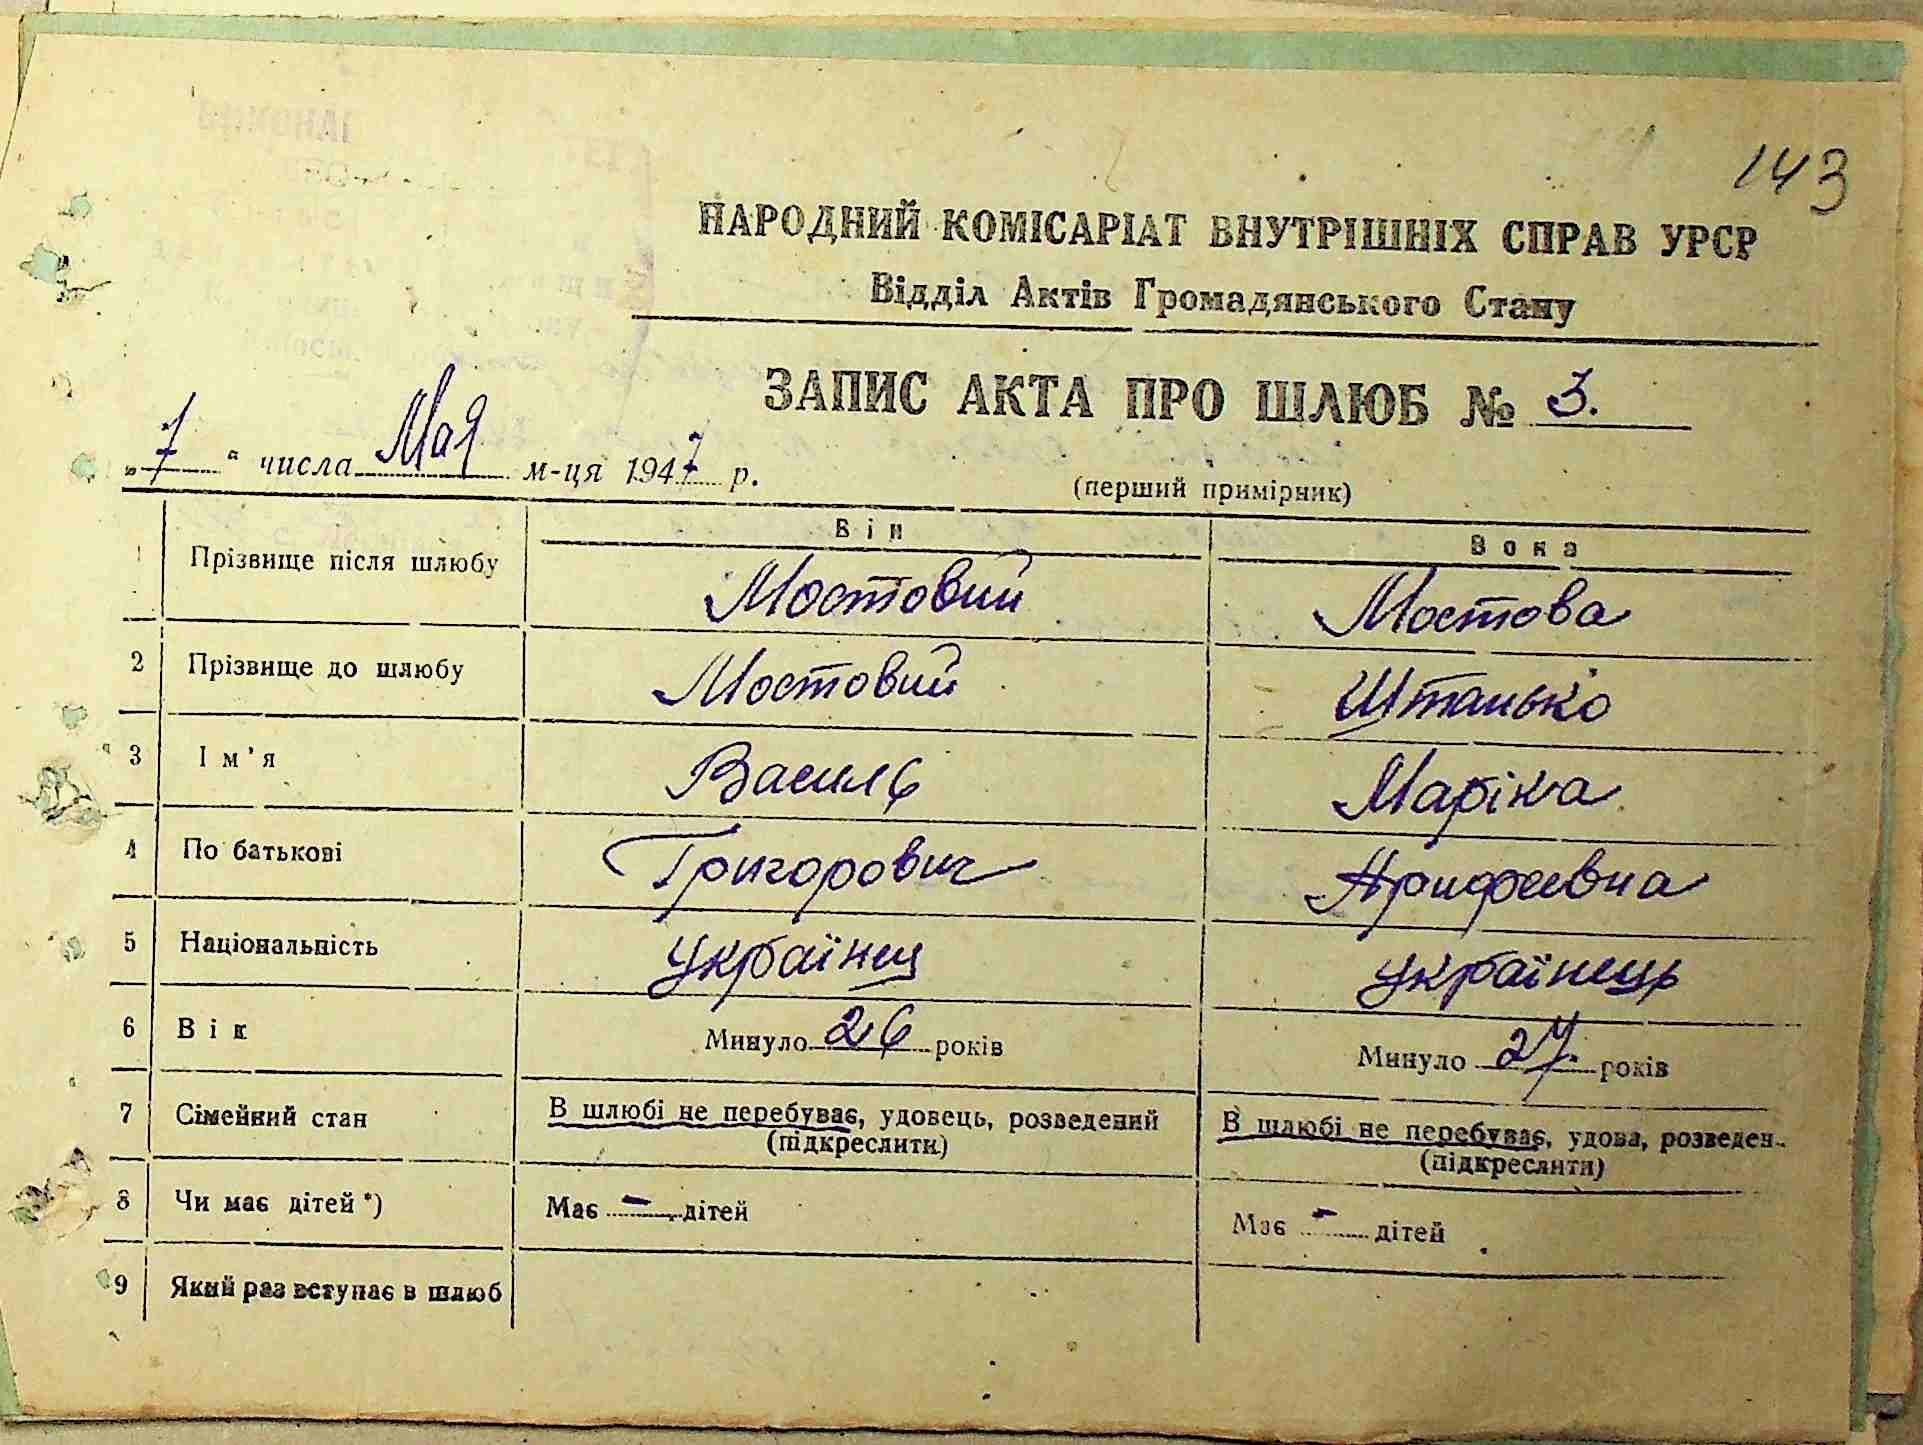 143
НАРОДНИЙ КОМІСАРІАТ ВНУТРІШНІХ СПРАВ УРСР
Відділ Актів Громадянського Стану
ЗАПИС АКТА ПРО ШЛЮБ № 3.
„7" числа Мая м-ця 1947 р.
(перший примірник)
Він Вона
1 Прізвище після шлюбу Мостовий Мостова
2 Прізвище до шлюбу Мостовий Штанько
3 Ім'я Василь Маріка
4 По батькові Григорович
5 Національність українец українець
6 Вік Минуло 26 років Минуло 27. років
7 Сімейний стан В шлюбі не перебуває, удовець, розведений В шлюбі не перебуває, удова, розведен.
(підкреслити) (підкреслити)
8 Чи має дітей *) Має – дітей Має – дітей
9 Який раз вступає в шлюб